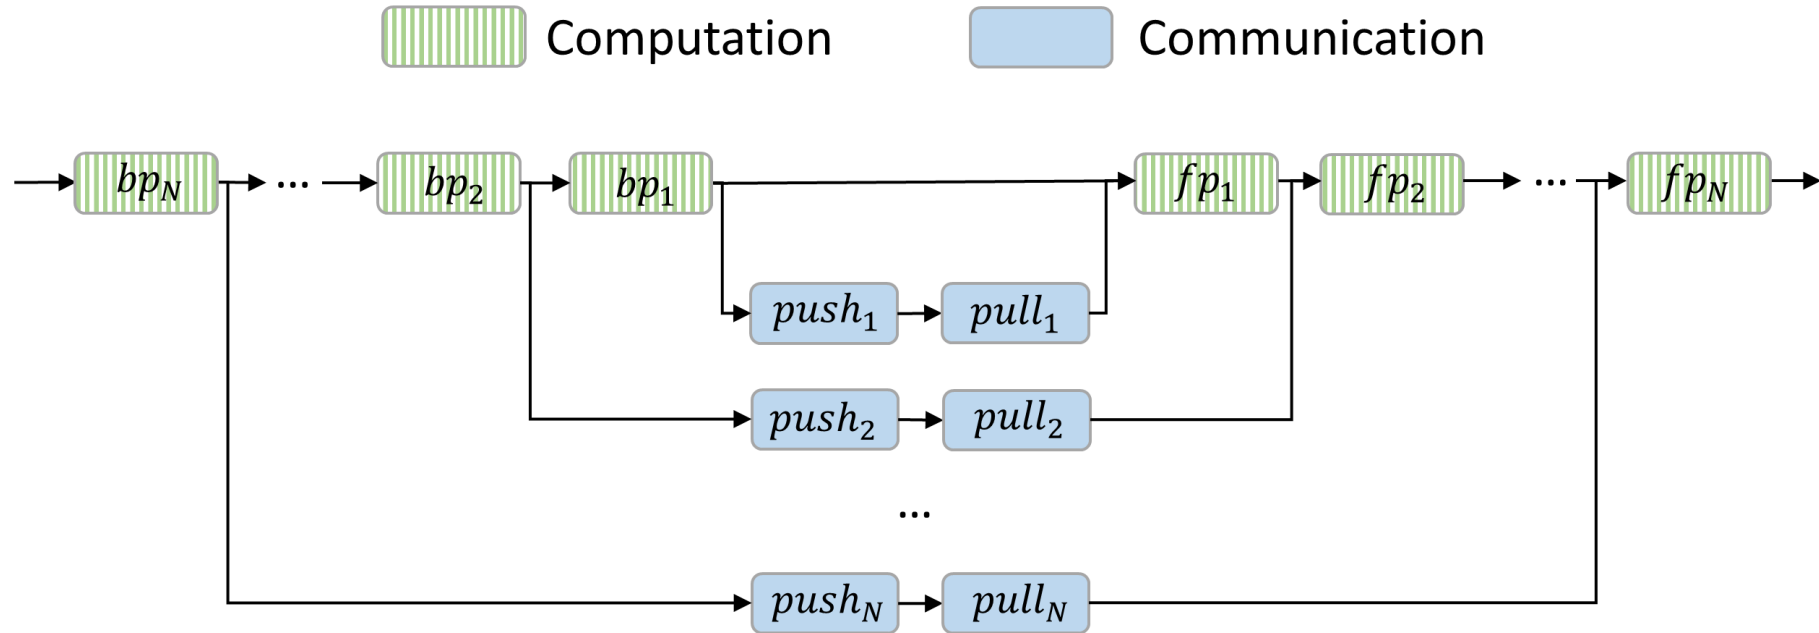 Computation Communication
bp_N ... bp_2 bp_1 fp_1 fp_2 ... fp_N
push_1 pull_1
push_2 pull_2
...
push_N pull_N